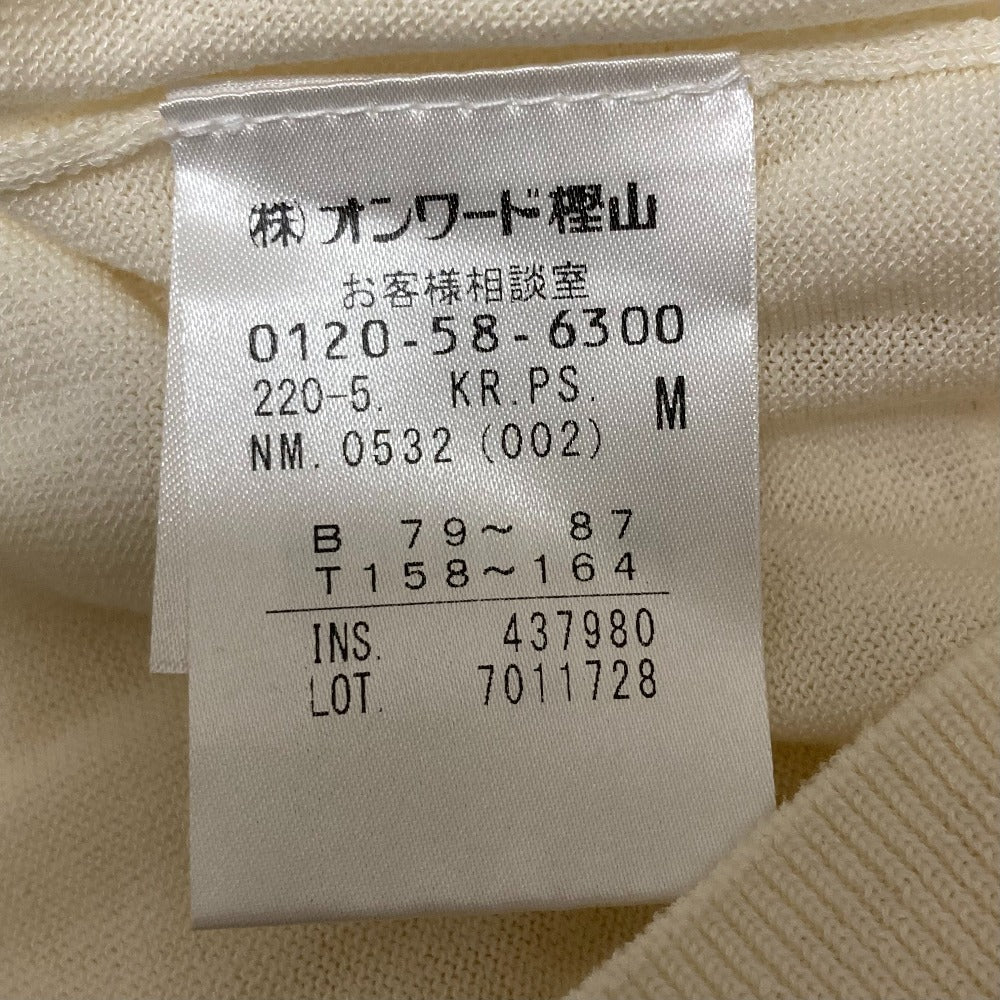 ㈱オンワード樫山
お客様相談室
0120-58-6300
220-5. KR.PS. M
NM. 0532 (002)
B 79～ 87
T158～164
INS. 437980
LOT. 7011728